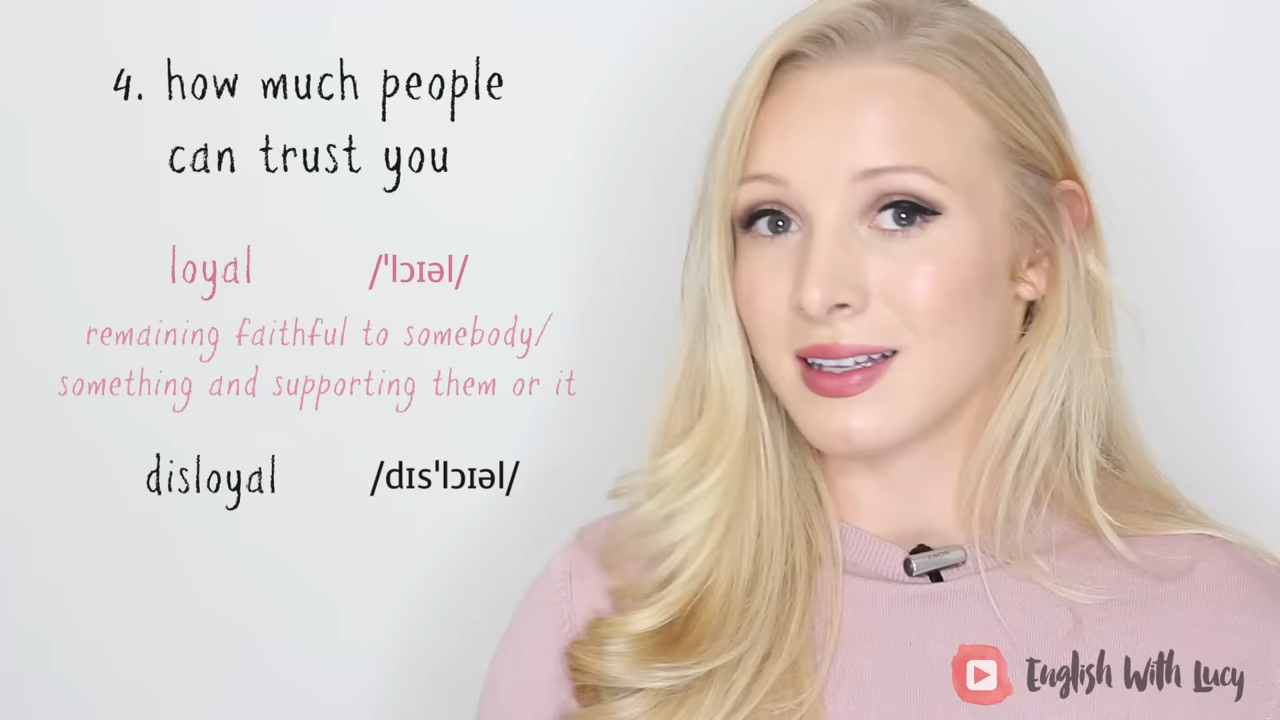 4. how much people
can trust you
loyal /ˈlɔɪəl/
remaining faithful to somebody/
something and supporting them or it
disloyal /dɪsˈlɔɪəl/
English With Lucy